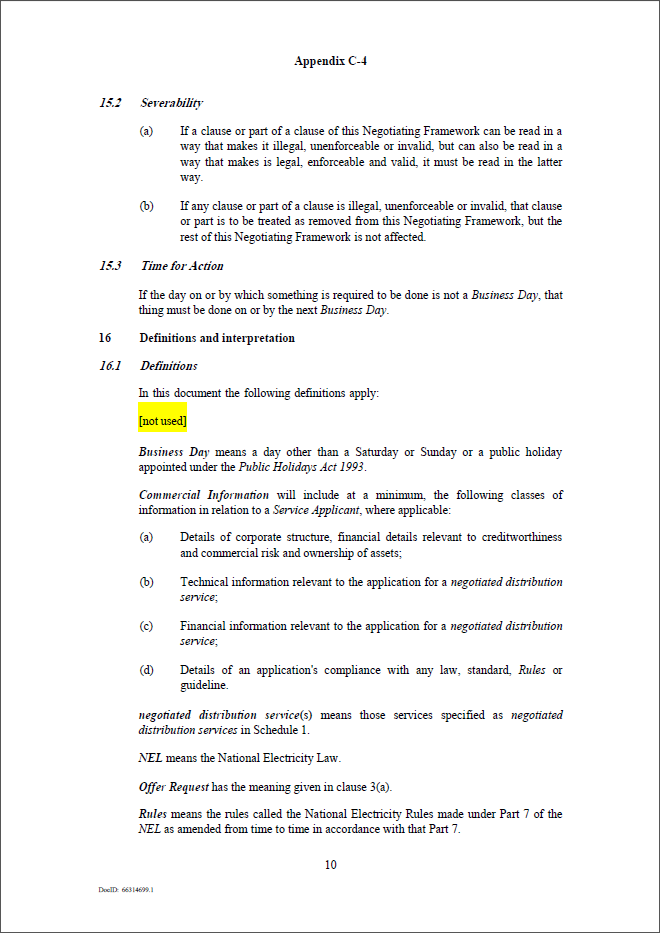 Appendix C-4
15.2 Severability
(a) If a clause or part of a clause of this Negotiating Framework can be read in a
way that makes it illegal, unenforceable or invalid, but can also be read in a
way that makes is legal, enforceable and valid, it must be read in the latter
way.
(b) If any clause or part of a clause is illegal, unenforceable or invalid, that clause
or part is to be treated as removed from this Negotiating Framework, but the
rest of this Negotiating Framework is not affected.
15.3 Time for Action
If the day on or by which something is required to be done is not a Business Day, that
thing must be done on or by the next Business Day.
16 Definitions and interpretation
16.1 Definitions
In this document the following definitions apply:
[not used]
Business Day means a day other than a Saturday or Sunday or a public holiday
appointed under the Public Holidays Act 1993.
Commercial Information will include at a minimum, the following classes of
information in relation to a Service Applicant, where applicable:
(a) Details of corporate structure, financial details relevant to creditworthiness
and commercial risk and ownership of assets;
(b) Technical information relevant to the application for a negotiated distribution
service;
(c) Financial information relevant to the application for a negotiated distribution
service;
(d) Details of an application's compliance with any law, standard, Rules or
guideline.
negotiated distribution service(s) means those services specified as negotiated
distribution services in Schedule 1.
NEL means the National Electricity Law.
Offer Request has the meaning given in clause 3(a).
Rules means the rules called the National Electricity Rules made under Part 7 of the
NEL as amended from time to time in accordance with that Part 7.
10
DocID: 66314699.1